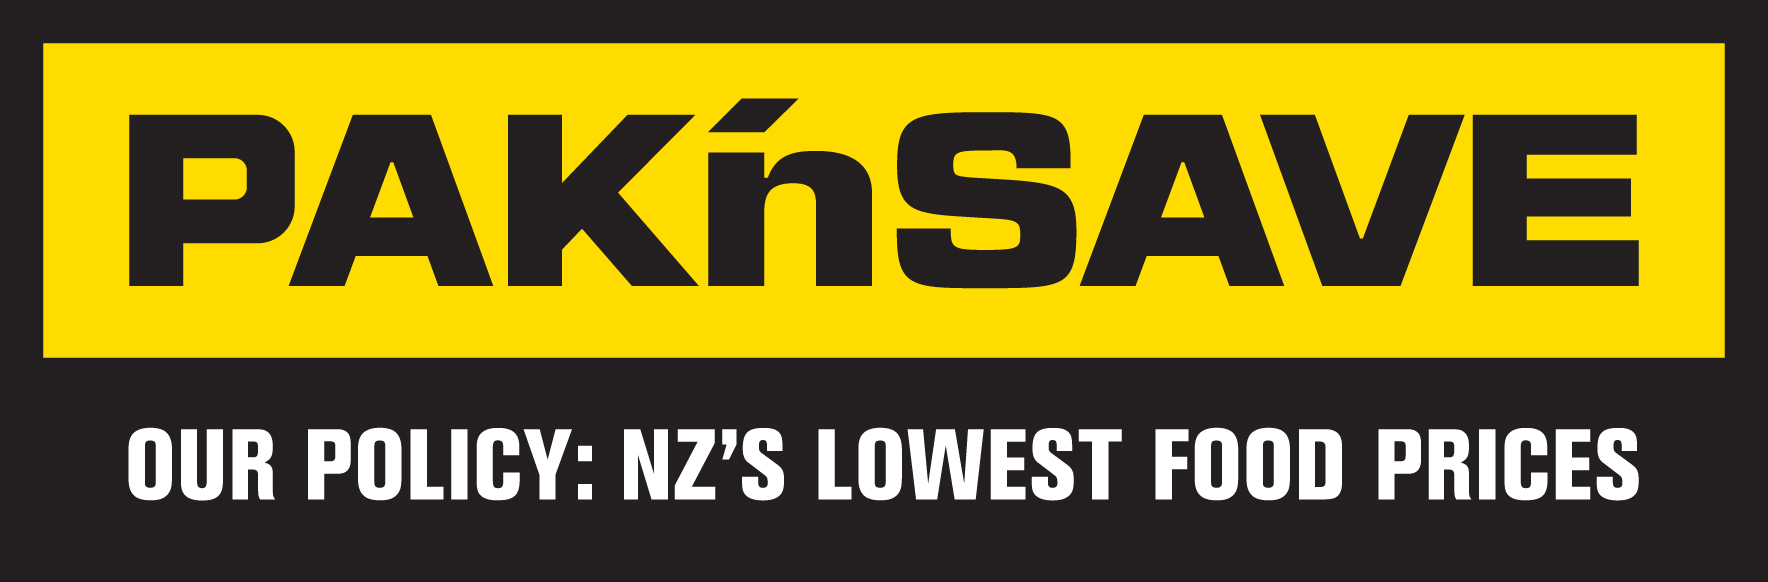 PAK'nSAVE
OUR POLICY: NZ’S LOWEST FOOD PRICES